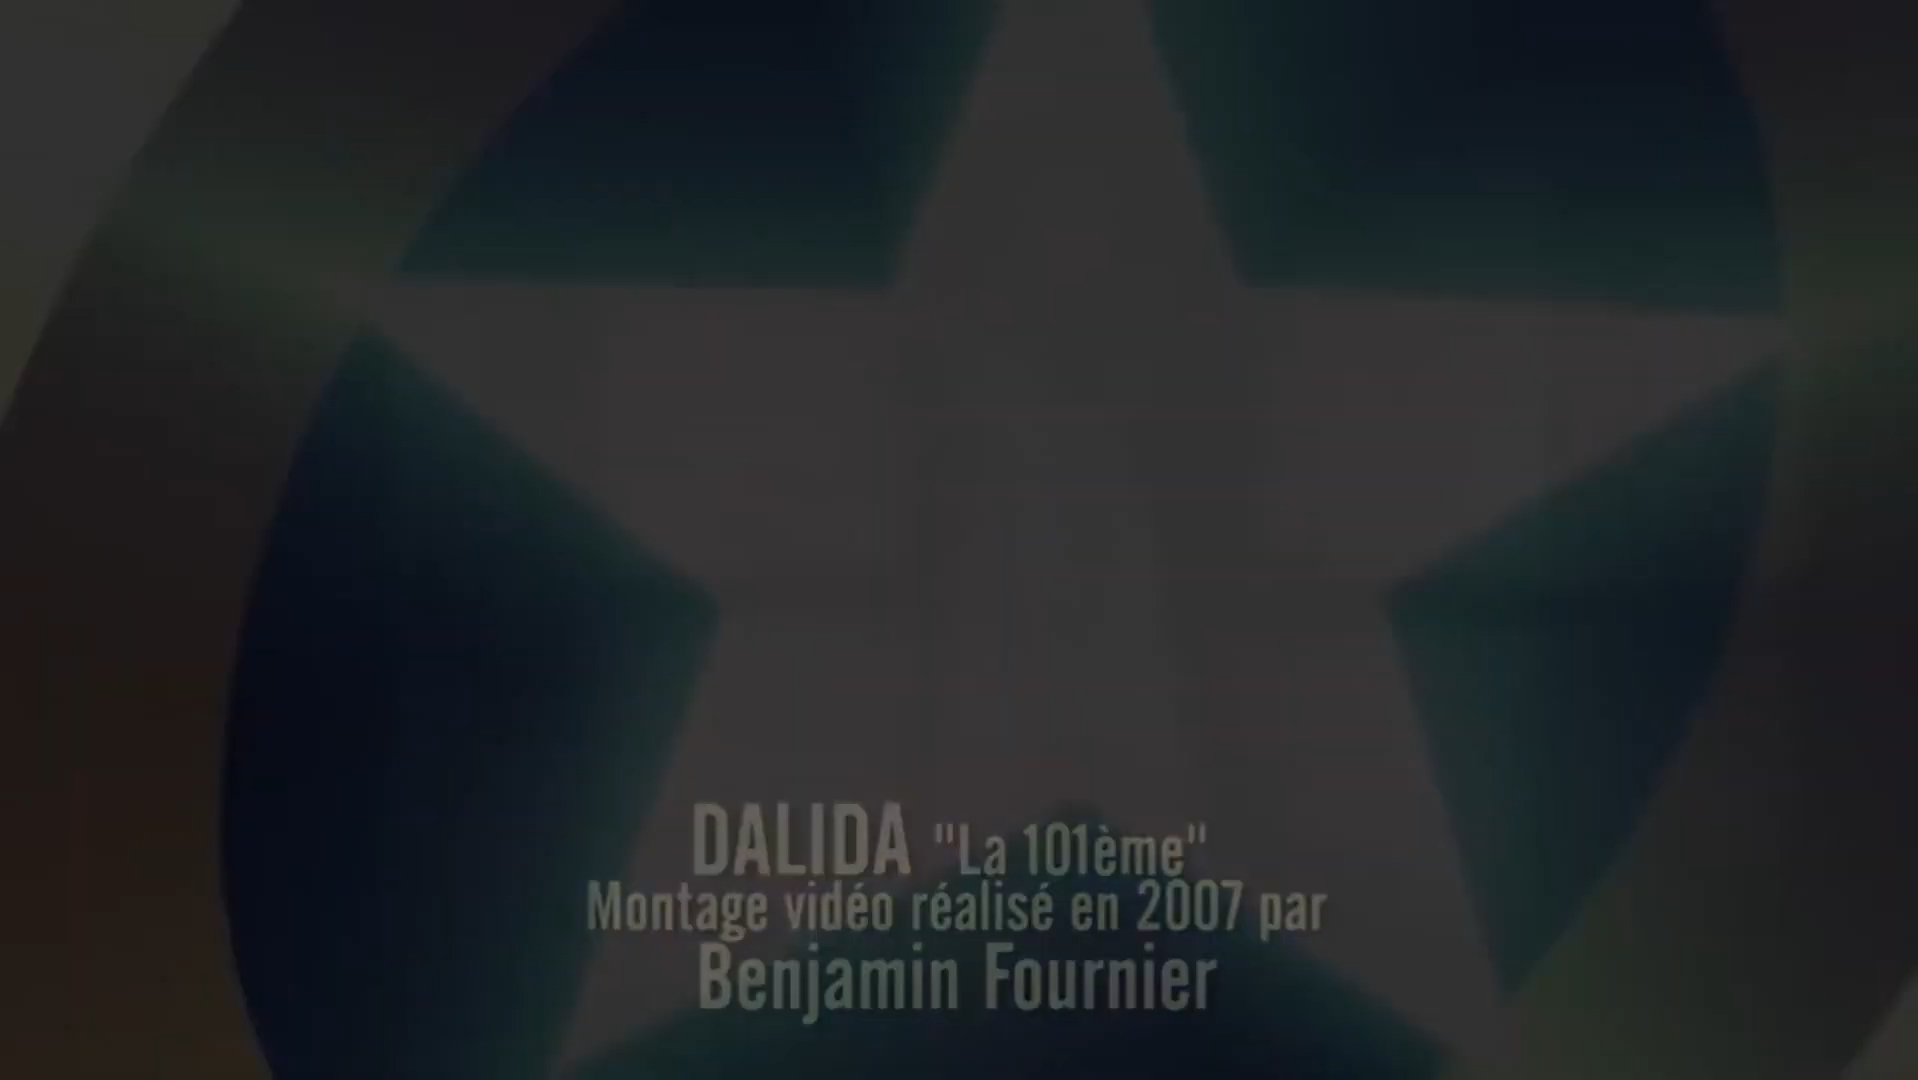 DALIDA "La 101ème"
Montage vidéo réalisé en 2007 par
Benjamin Fournier